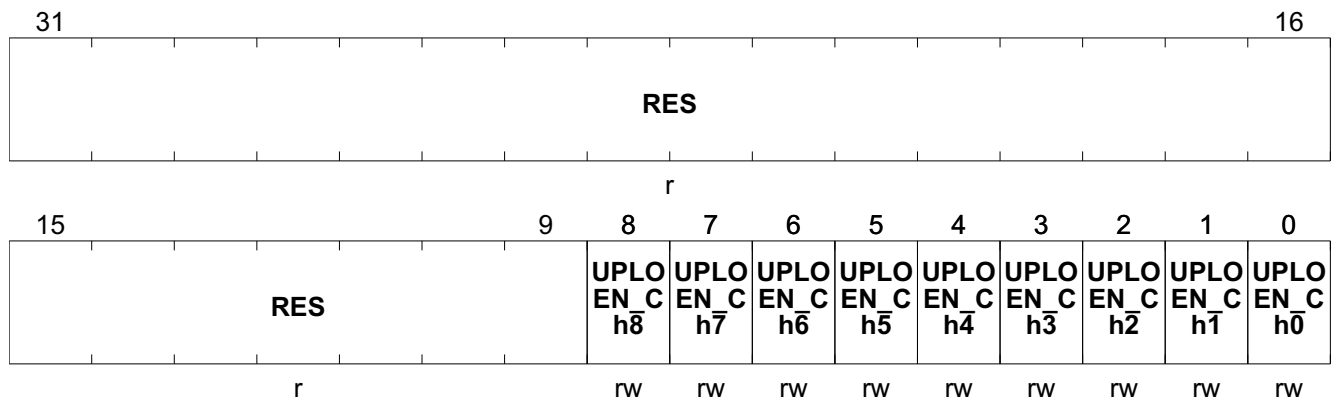 31 16
RES
r
15 9 8 7 6 5 4 3 2 1 0
RES
UPLO UPLO UPLO UPLO UPLO UPLO UPLO UPLO UPLO
EN_C EN_C EN_C EN_C EN_C EN_C EN_C EN_C EN_C
h8 h7 h6 h5 h4 h3 h2 h1 h0
r rw rw rw rw rw rw rw rw rw